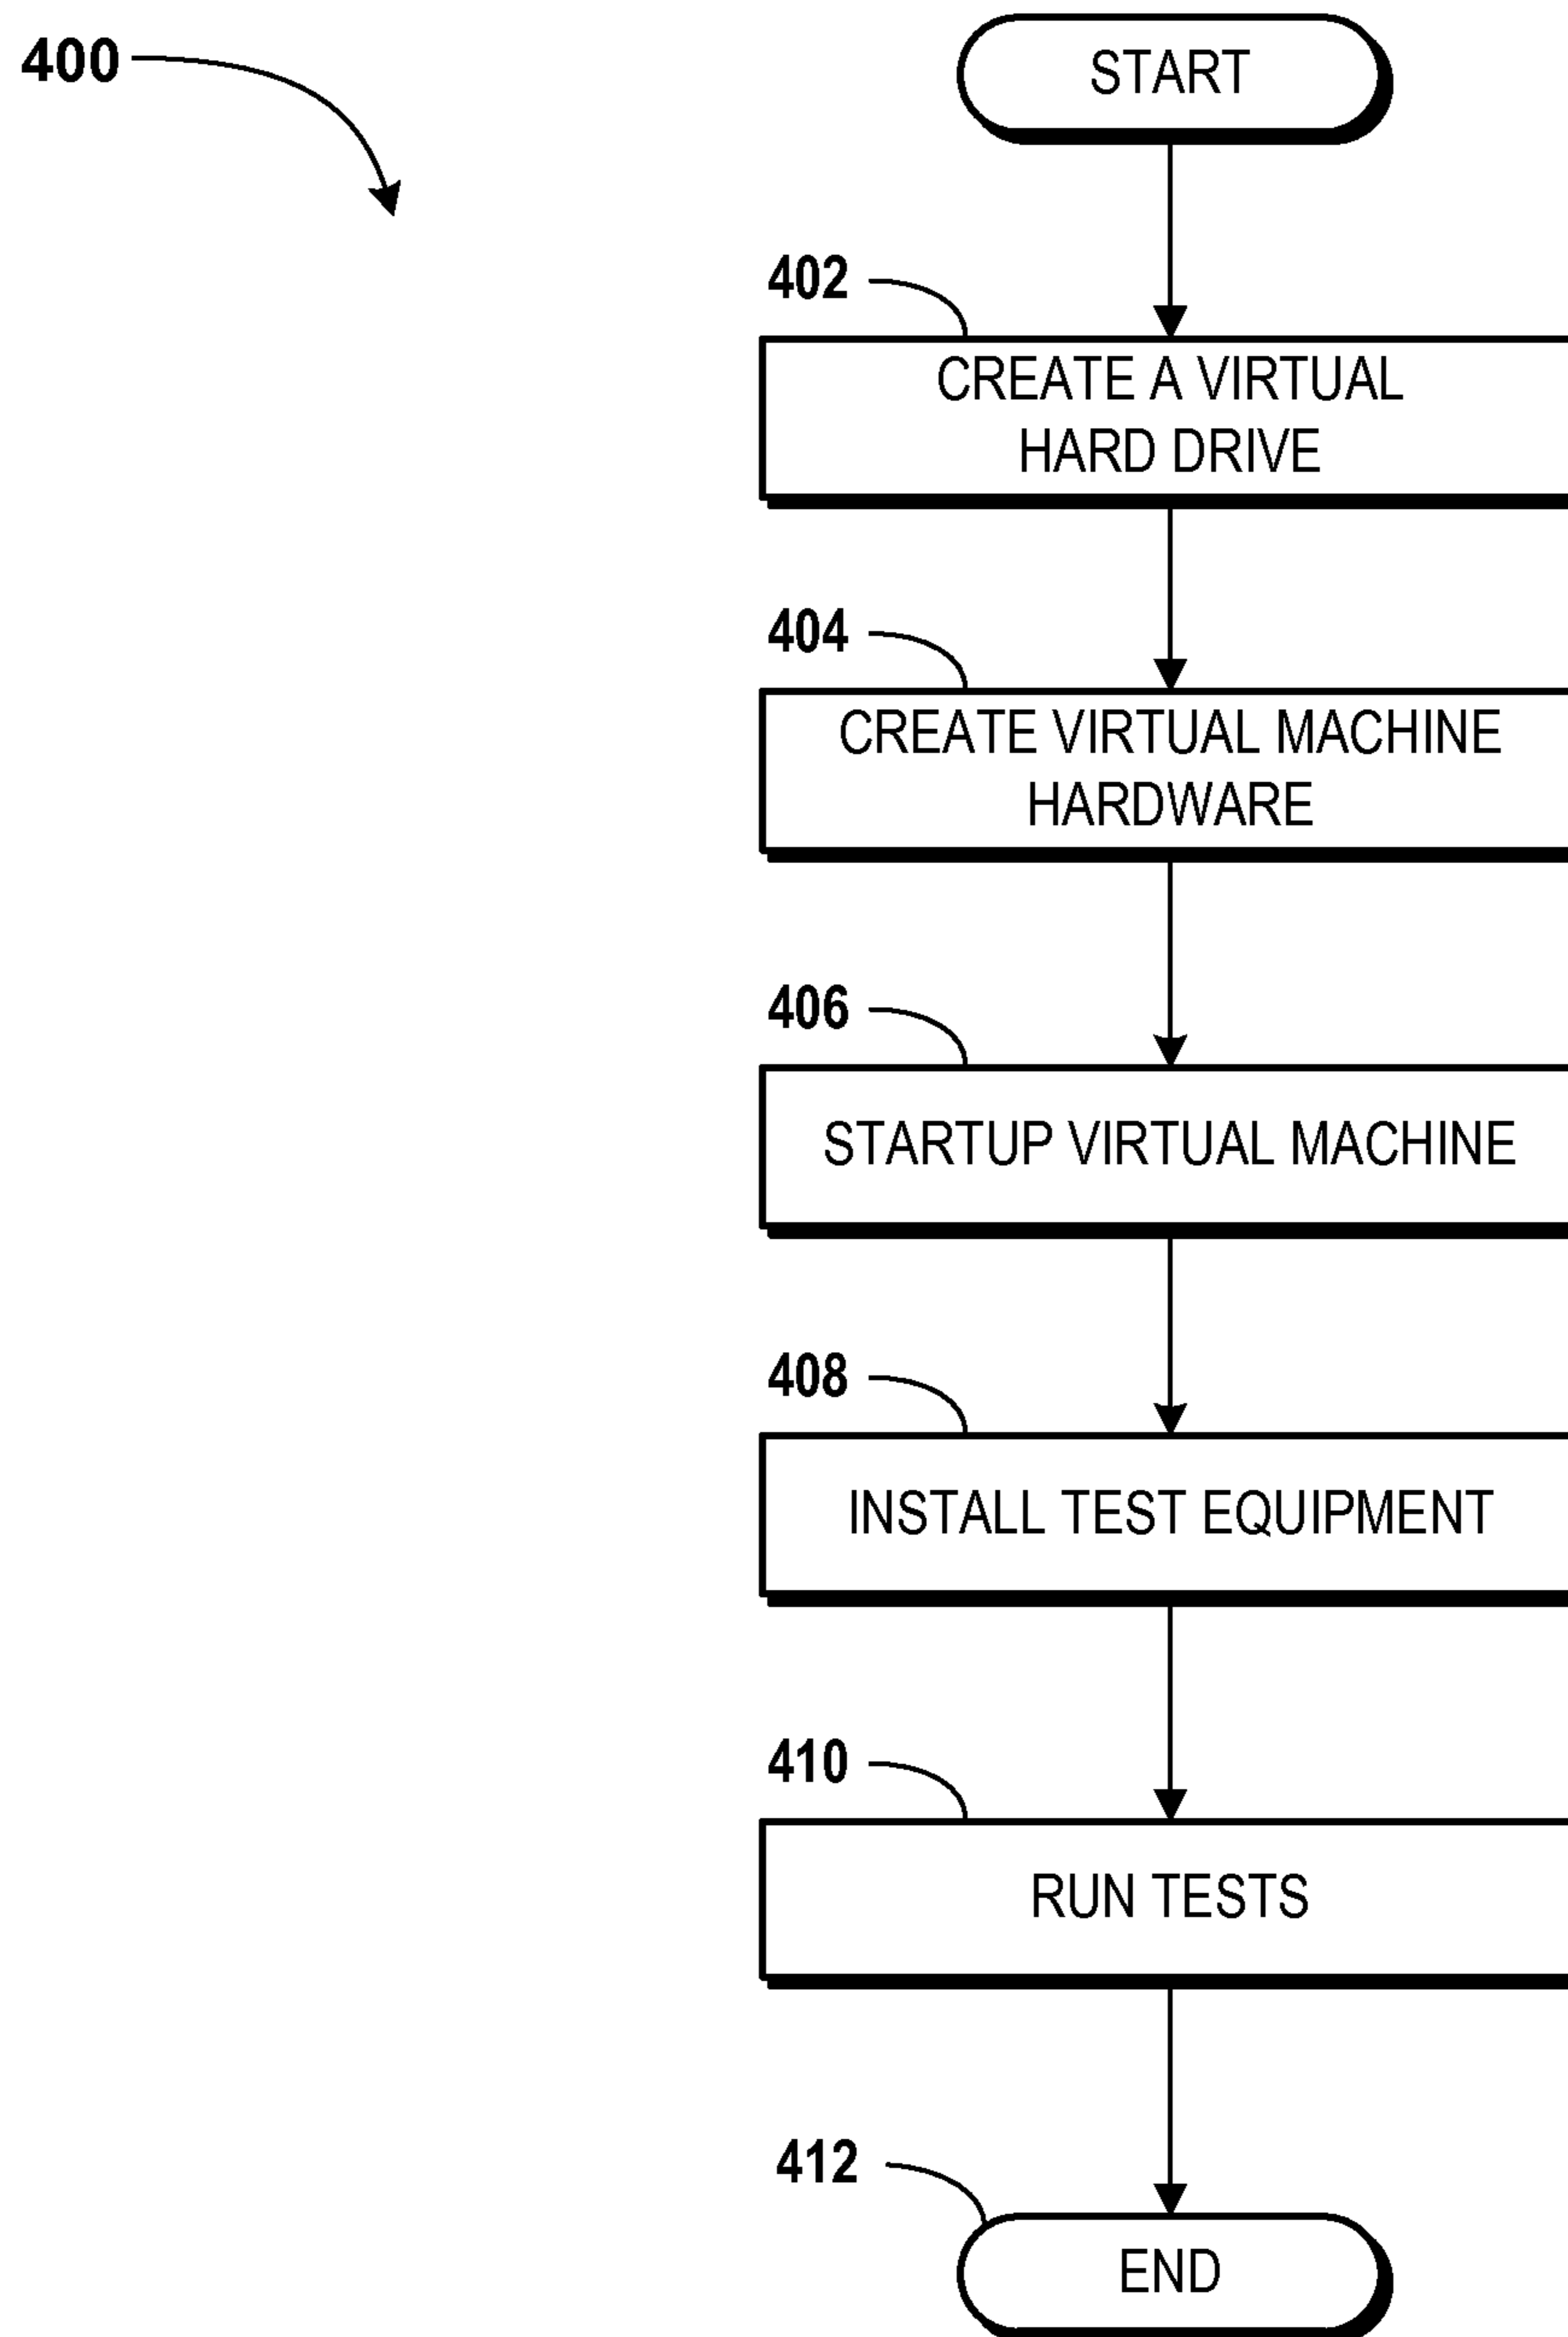 400
START
402
CREATE A VIRTUAL
HARD DRIVE
404
CREATE VIRTUAL MACHINE
HARDWARE
406
STARTUP VIRTUAL MACHINE
408
INSTALL TEST EQUIPMENT
410
RUN TESTS
412
END